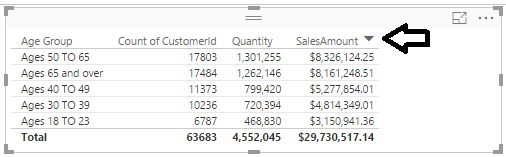 Age Group Count of CustomerId Quantity SalesAmount
Ages 50 TO 65 17803 1,301,255 $8,326,124.25
Ages 65 and over 17484 1,262,146 $8,161,248.51
Ages 40 TO 49 11373 799,420 $5,277,854.01
Ages 30 TO 39 10236 720,394 $4,814,349.01
Ages 18 TO 23 6787 468,830 $3,150,941.36
Total 63683 4,552,045 $29,730,517.14